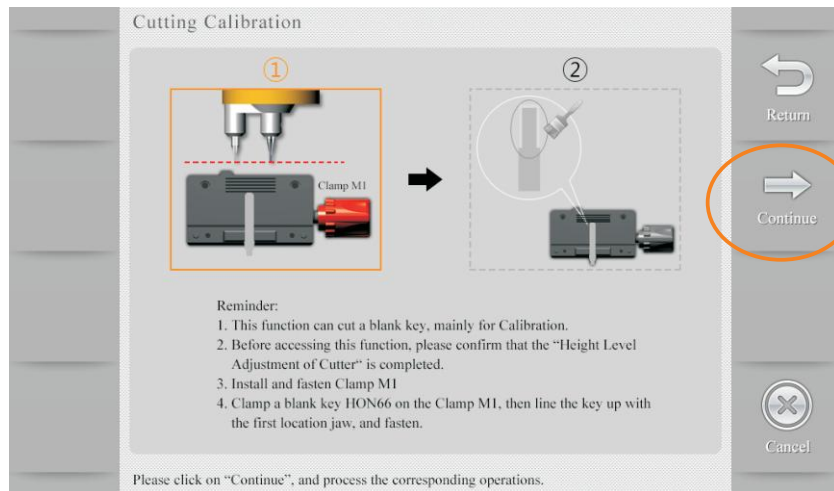 Cutting Calibration
①
②
Clamp M1
Return
Continue
Reminder:
1. This function can cut a blank key, mainly for Calibration.
2. Before accessing this function, please confirm that the “Height Level
Adjustment of Cutter“ is completed.
3. Install and fasten Clamp M1
4. Clamp a blank key HON66 on the Clamp M1, then line the key up with
the first location jaw, and fasten.
Cancel
Please click on “Continue”, and process the corresponding operations.